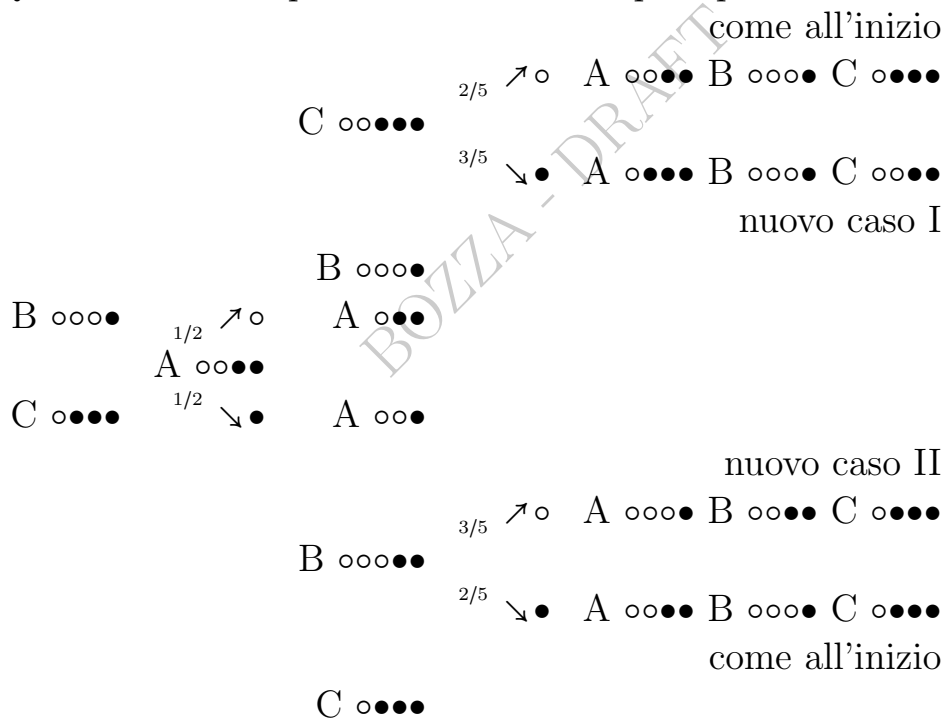 come all'inizio
2/5 ↗○ A ○○●● B ○○○● C ○●●●
C ○○●●●
3/5 ↘● A ○●●● B ○○○● C ○○●●
nuovo caso I
B ○○○●
B ○○○● 1/2 ↗○ A ○●●
A ○○●●
C ○●●● 1/2 ↘● A ○○●
nuovo caso II
3/5 ↗○ A ○○○● B ○○●● C ○●●●
B ○○○●●
2/5 ↘● A ○○●● B ○○○● C ○●●●
come all'inizio
C ○●●●
BOZZA - DRAFT